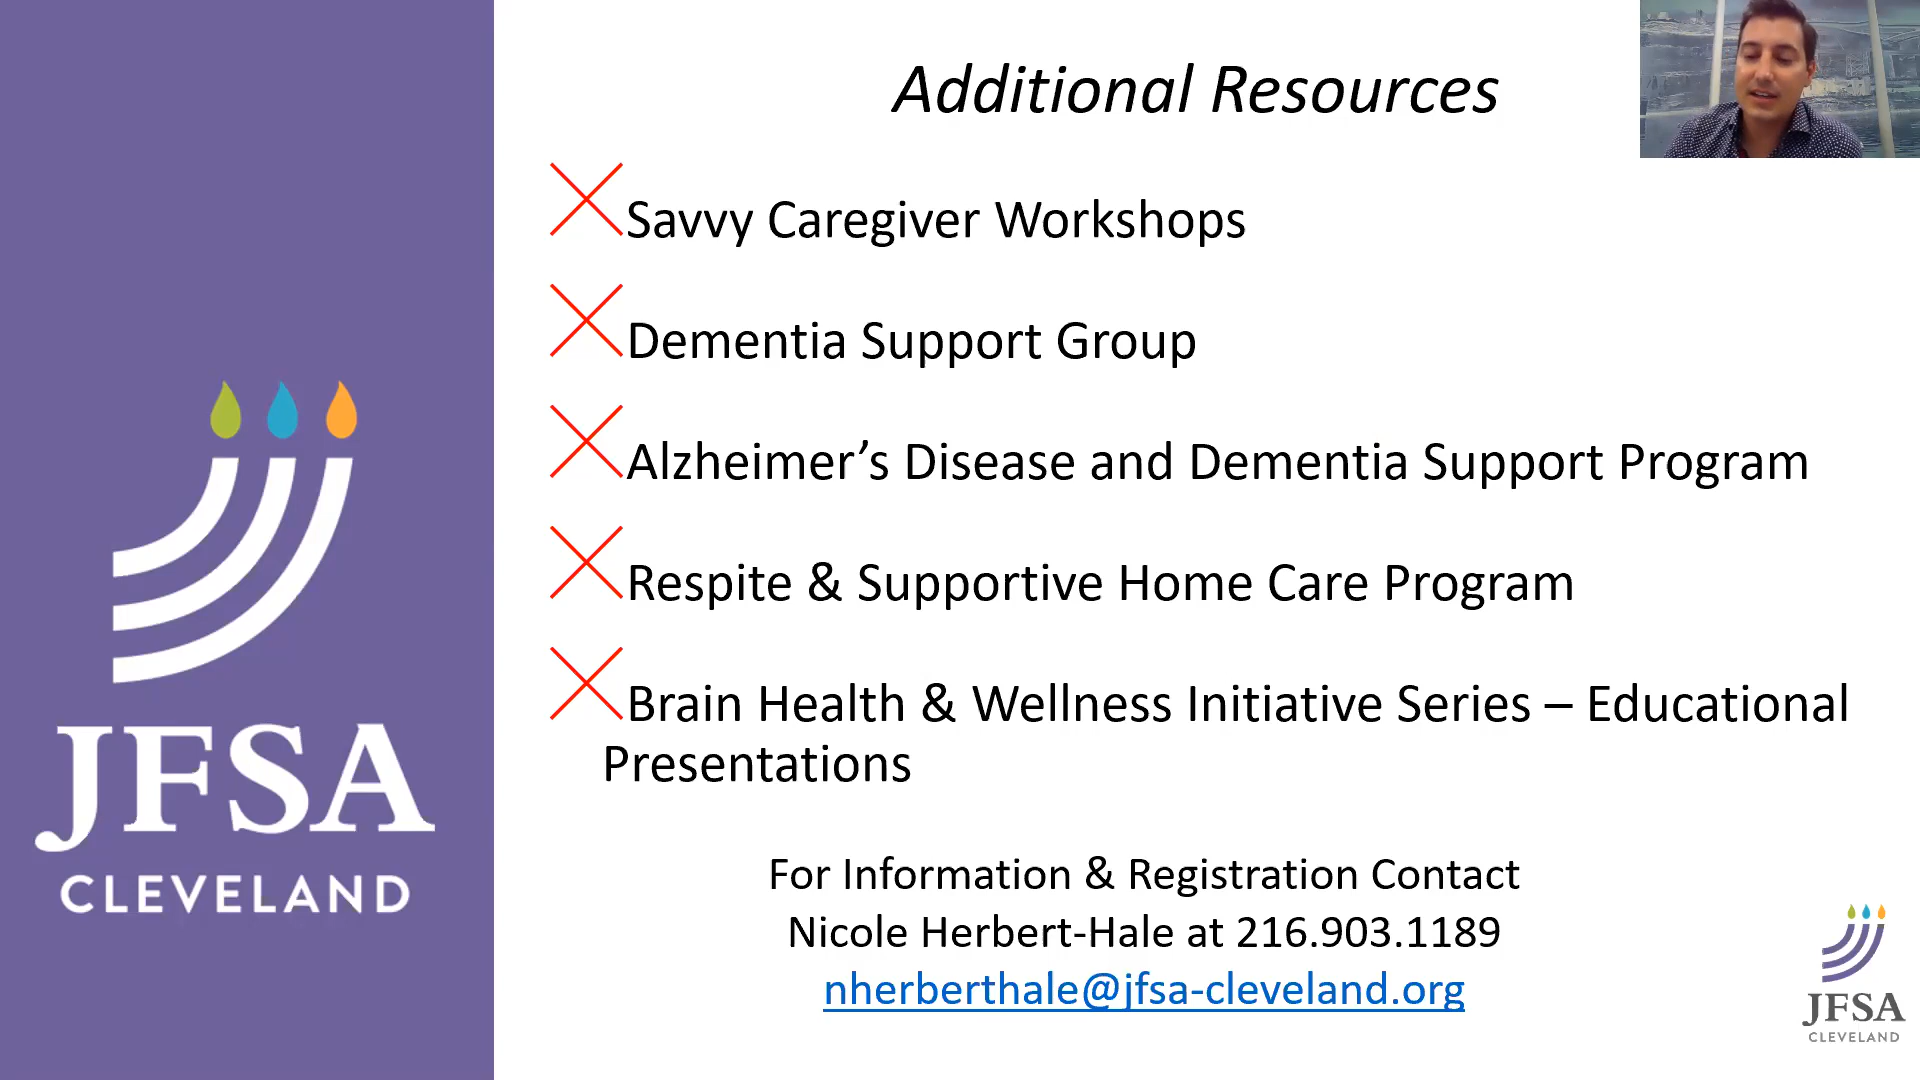 Additional Resources
Savvy Caregiver Workshops
Dementia Support Group
Alzheimer’s Disease and Dementia Support Program
Respite & Supportive Home Care Program
Brain Health & Wellness Initiative Series – Educational
Presentations
For Information & Registration Contact
Nicole Herbert-Hale at 216.903.1189
nherberthale@jfsa-cleveland.org
JFSA
CLEVELAND
JFSA
CLEVELAND